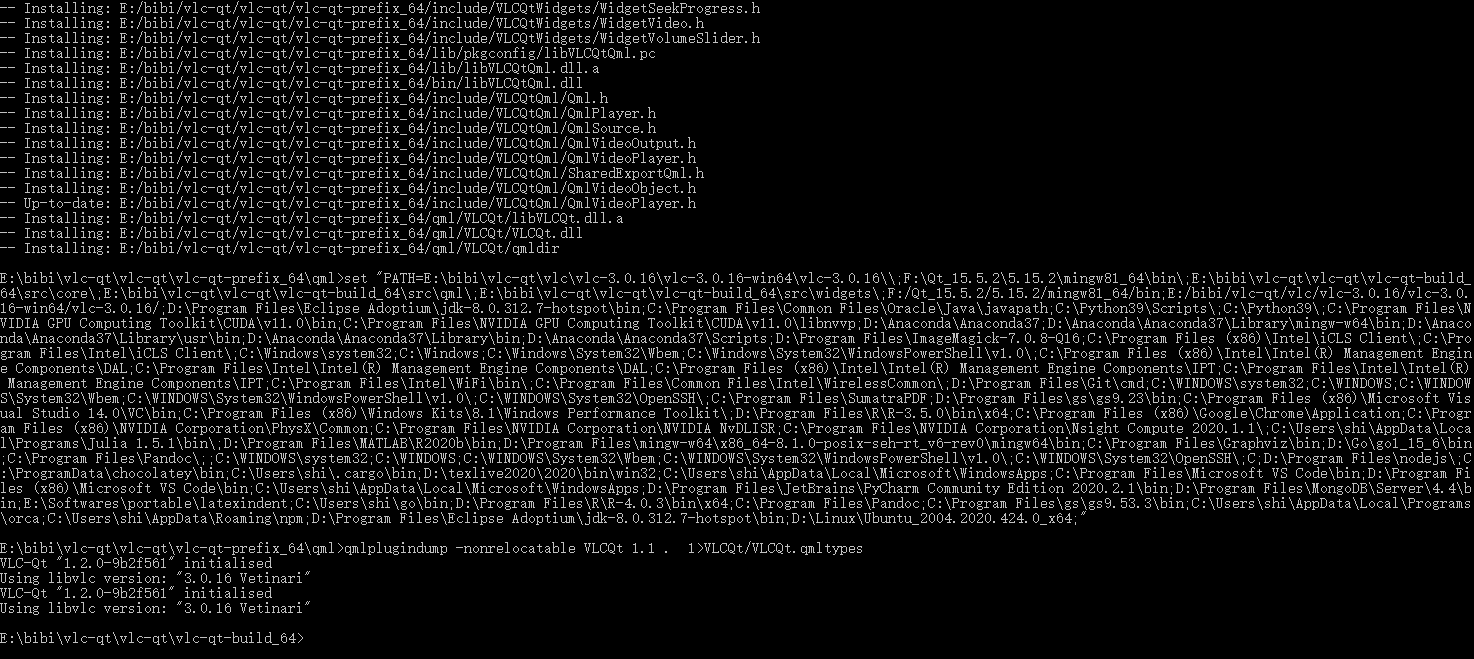 -- Installing: E:/bibi/vlc-qt/vlc-qt/vlc-qt-prefix_64/include/VLCQtWidgets/WidgetSeekProgress.h
-- Installing: E:/bibi/vlc-qt/vlc-qt/vlc-qt-prefix_64/include/VLCQtWidgets/WidgetVideo.h
-- Installing: E:/bibi/vlc-qt/vlc-qt/vlc-qt-prefix_64/include/VLCQtWidgets/WidgetVolumeSlider.h
-- Installing: E:/bibi/vlc-qt/vlc-qt/vlc-qt-prefix_64/lib/pkgconfig/libVLCQtQml.pc
-- Installing: E:/bibi/vlc-qt/vlc-qt/vlc-qt-prefix_64/lib/libVLCQtQml.dll.a
-- Installing: E:/bibi/vlc-qt/vlc-qt/vlc-qt-prefix_64/bin/libVLCQtQml.dll
-- Installing: E:/bibi/vlc-qt/vlc-qt/vlc-qt-prefix_64/include/VLCQtQml/Qml.h
-- Installing: E:/bibi/vlc-qt/vlc-qt/vlc-qt-prefix_64/include/VLCQtQml/QmlPlayer.h
-- Installing: E:/bibi/vlc-qt/vlc-qt/vlc-qt-prefix_64/include/VLCQtQml/QmlSource.h
-- Installing: E:/bibi/vlc-qt/vlc-qt/vlc-qt-prefix_64/include/VLCQtQml/QmlVideoOutput.h
-- Installing: E:/bibi/vlc-qt/vlc-qt/vlc-qt-prefix_64/include/VLCQtQml/QmlVideoPlayer.h
-- Installing: E:/bibi/vlc-qt/vlc-qt/vlc-qt-prefix_64/include/VLCQtQml/SharedExportQml.h
-- Installing: E:/bibi/vlc-qt/vlc-qt/vlc-qt-prefix_64/include/VLCQtQml/QmlVideoObject.h
-- Up-to-date: E:/bibi/vlc-qt/vlc-qt/vlc-qt-prefix_64/include/VLCQtQml/QmlVideoPlayer.h
-- Installing: E:/bibi/vlc-qt/vlc-qt/vlc-qt-prefix_64/qml/VLCQt/libVLCQt.dll.a
-- Installing: E:/bibi/vlc-qt/vlc-qt/vlc-qt-prefix_64/qml/VLCQt/VLCQt.dll
-- Installing: E:/bibi/vlc-qt/vlc-qt/vlc-qt-prefix_64/qml/VLCQt/qmldir
E:\bibi\vlc-qt\vlc-qt\vlc-qt-prefix_64\qml>set "PATH=E:\bibi\vlc-qt\vlc\vlc-3.0.16\vlc-3.0.16-win64\vlc-3.0.16\\;F:\Qt_15.5.2\5.15.2\mingw81_64\bin\;E:\bibi\vlc-qt\vlc-qt\vlc-qt-build_
64\src\core\;E:\bibi\vlc-qt\vlc-qt\vlc-qt-build_64\src\qml\;E:\bibi\vlc-qt\vlc-qt\vlc-qt-build_64\src\widgets\;F:/Qt_15.5.2/5.15.2/mingw81_64/bin;E:/bibi/vlc-qt/vlc/vlc-3.0.16/vlc-3.0.
16-win64/vlc-3.0.16/;D:\Program Files\Eclipse Adoptium\jdk-8.0.312.7-hotspot\bin;C:\Program Files\Common Files\Oracle\Java\javapath;C:\Python39\Scripts\;C:\Python39\;C:\Program Files\N
VIDIA GPU Computing Toolkit\CUDA\v11.0\bin;C:\Program Files\NVIDIA GPU Computing Toolkit\CUDA\v11.0\libnvvp;D:\Anaconda\Anaconda37;D:\Anaconda\Anaconda37\Library\mingw-w64\bin;D:\Anaco
nda\Anaconda37\Library\usr\bin;D:\Anaconda\Anaconda37\Library\bin;D:\Anaconda\Anaconda37\Scripts;D:\Program Files\ImageMagick-7.0.8-Q16;C:\Program Files (x86)\Intel\iCLS Client\;C:\Pro
gram Files\Intel\iCLS Client\;C:\Windows\system32;C:\Windows;C:\Windows\System32\Wbem;C:\Windows\System32\WindowsPowerShell\v1.0\;C:\Program Files (x86)\Intel\Intel(R) Management Engin
e Components\DAL;C:\Program Files\Intel\Intel(R) Management Engine Components\DAL;C:\Program Files (x86)\Intel\Intel(R) Management Engine Components\IPT;C:\Program Files\Intel\Intel(R)
 Management Engine Components\IPT;C:\Program Files\Intel\WiFi\bin\;C:\Program Files\Common Files\Intel\WirelessCommon\;D:\Program Files\Git\cmd;C:\WINDOWS\system32;C:\WINDOWS;C:\WINDOW
S\System32\Wbem;C:\WINDOWS\System32\WindowsPowerShell\v1.0\;C:\WINDOWS\System32\OpenSSH\;C:\Program Files\SumatraPDF;D:\Program Files\gs\gs9.23\bin;C:\Program Files (x86)\Microsoft Vis
ual Studio 14.0\VC\bin;C:\Program Files (x86)\Windows Kits\8.1\Windows Performance Toolkit\;D:\Program Files\R\R-3.5.0\bin\x64;C:\Program Files (x86)\Google\Chrome\Application;C:\Progr
am Files (x86)\NVIDIA Corporation\PhysX\Common;C:\Program Files\NVIDIA Corporation\NVIDIA NvDLISR;C:\Program Files\NVIDIA Corporation\Nsight Compute 2020.1.1\;C:\Users\shi\AppData\Loca
l\Programs\Julia 1.5.1\bin\;D:\Program Files\MATLAB\R2020b\bin;D:\Program Files\mingw-w64\x86_64-8.1.0-posix-seh-rt_v6-rev0\mingw64\bin;C:\Program Files\Graphviz\bin;D:\Go\go1_15_6\bin
;C:\Program Files\Pandoc\;;C:\WINDOWS\system32;C:\WINDOWS;C:\WINDOWS\System32\Wbem;C:\WINDOWS\System32\WindowsPowerShell\v1.0\;C:\WINDOWS\System32\OpenSSH\;C;D:\Program Files\nodejs\;C
:\ProgramData\chocolatey\bin;C:\Users\shi\.cargo\bin;D:\texlive2020\2020\bin\win32;C:\Users\shi\AppData\Local\Microsoft\WindowsApps;C:\Program Files\Microsoft VS Code\bin;D:\Program Fi
les (x86)\Microsoft VS Code\bin;C:\Users\shi\AppData\Local\Microsoft\WindowsApps;D:\Program Files\JetBrains\PyCharm Community Edition 2020.2.1\bin;D:\Program Files\MongoDB\Server\4.4\b
in;E:\Softwares\portable\latexindent;C:\Users\shi\go\bin;D:\Program Files\R\R-4.0.3\bin\x64;C:\Program Files\Pandoc;C:\Program Files\gs\gs9.53.3\bin;C:\Users\shi\AppData\Local\Programs
\orca;C:\Users\shi\AppData\Roaming\npm;D:\Program Files\Eclipse Adoptium\jdk-8.0.312.7-hotspot\bin;D:\Linux\Ubuntu_2004.2020.424.0_x64;"
E:\bibi\vlc-qt\vlc-qt\vlc-qt-prefix_64\qml>qmlplugindump -nonrelocatable VLCQt 1.1 .  1>VLCQt/VLCQt.qmltypes
VLC-Qt "1.2.0-9b2f561" initialised
Using libvlc version: "3.0.16 Vetinari"
VLC-Qt "1.2.0-9b2f561" initialised
Using libvlc version: "3.0.16 Vetinari"
E:\bibi\vlc-qt\vlc-qt\vlc-qt-build_64>